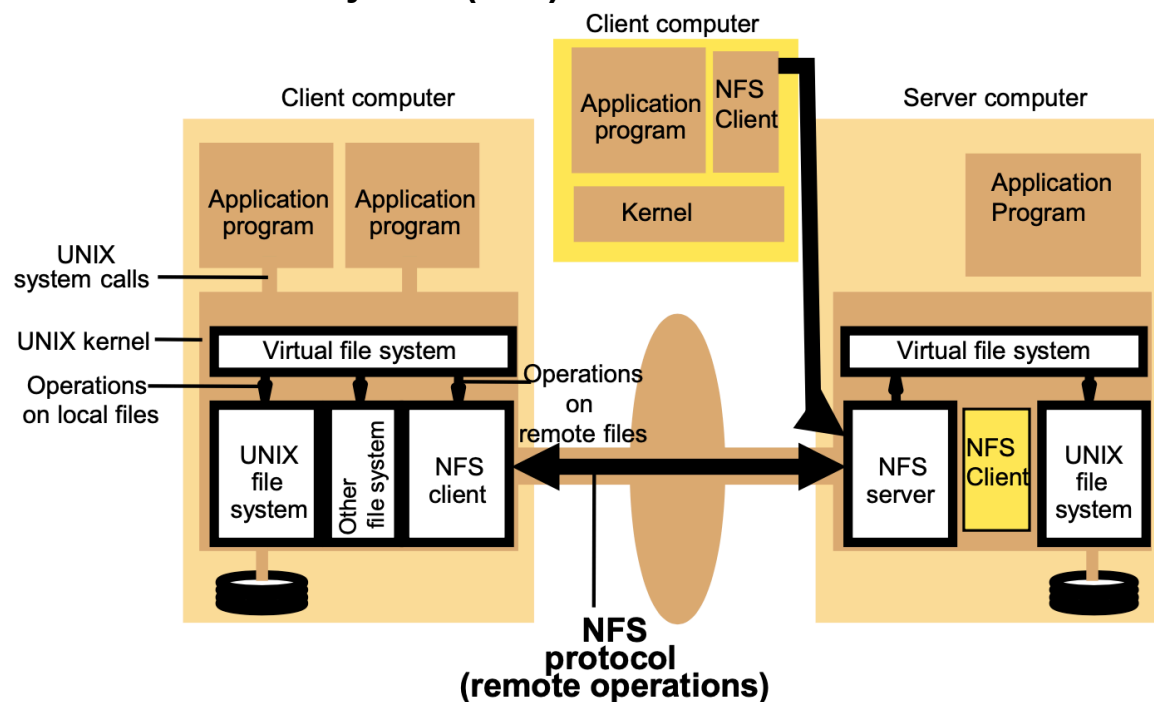 Client computer
Application
program
NFS
Client
Kernel
Client computer
Application
program
Application
program
UNIX
system calls
UNIX kernel
Virtual file system
Operations
on local files
Operations
on
remote files
UNIX
file
system
Other
file system
NFS
client
Server computer
Application
Program
Virtual file system
NFS
server
NFS
Client
UNIX
file
system
NFS
protocol
(remote operations)